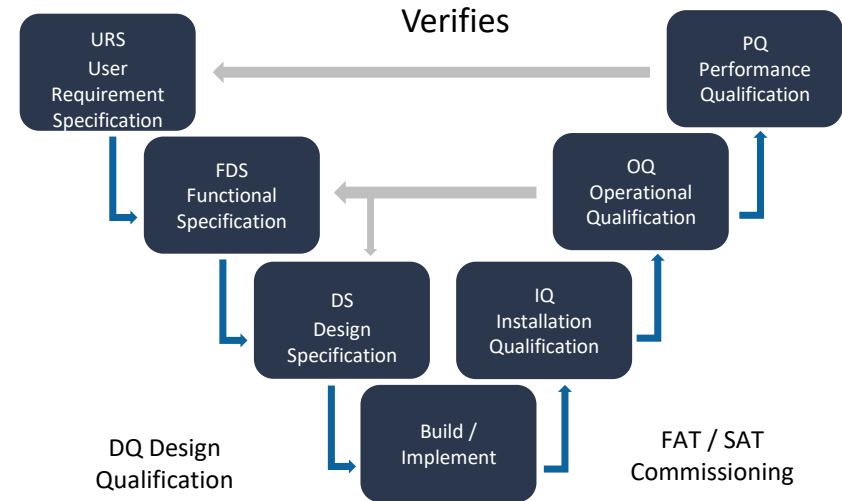 Verifies
URS
User
Requirement
Specification
PQ
Performance
Qualification
FDS
Functional
Specification
OQ
Operational
Qualification
DS
Design
Specification
IQ
Installation
Qualification
Build /
Implement
DQ Design
Qualification
FAT / SAT
Commissioning